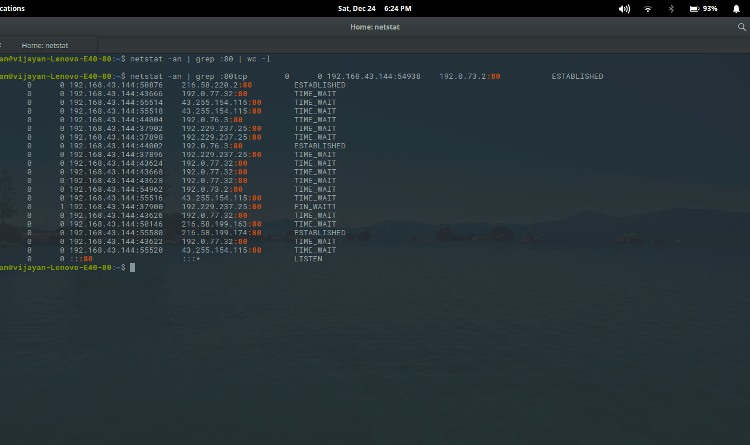 cations
Sat, Dec 24 6:24 PM
93%
Home: netstat
Home: netstat
an@vijayan-Lenovo-E40-80:~$ netstat -an | grep :80 | wc -l
an@vijayan-Lenovo-E40-80:~$ netstat -an | grep :80tcp 0 0 192.168.43.144:54938 192.0.73.2:80 ESTABLISHED
0 0 192.168.43.144:58876 216.58.220.2:80 ESTABLISHED
0 0 192.168.43.144:43666 192.0.77.32:80 TIME_WAIT
0 0 192.168.43.144:55514 43.255.154.115:80 TIME_WAIT
0 0 192.168.43.144:55518 43.255.154.115:80 TIME_WAIT
0 0 192.168.43.144:44004 192.0.76.3:80 TIME_WAIT
0 0 192.168.43.144:37902 192.229.237.25:80 TIME_WAIT
0 0 192.168.43.144:37898 192.229.237.25:80 TIME_WAIT
0 0 192.168.43.144:44002 192.0.76.3:80 ESTABLISHED
0 0 192.168.43.144:37896 192.229.237.25:80 TIME_WAIT
0 0 192.168.43.144:43624 192.0.77.32:80 TIME_WAIT
0 0 192.168.43.144:43668 192.0.77.32:80 TIME_WAIT
0 0 192.168.43.144:43628 192.0.77.32:80 TIME_WAIT
0 0 192.168.43.144:54962 192.0.73.2:80 TIME_WAIT
0 0 192.168.43.144:55516 43.255.154.115:80 TIME_WAIT
0 1 192.168.43.144:37900 192.229.237.25:80 FIN_WAIT1
0 0 192.168.43.144:43626 192.0.77.32:80 TIME_WAIT
0 0 192.168.43.144:58146 216.58.199.163:80 TIME_WAIT
0 0 192.168.43.144:55580 216.58.199.174:80 ESTABLISHED
0 0 192.168.43.144:43622 192.0.77.32:80 TIME_WAIT
0 0 192.168.43.144:55520 43.255.154.115:80 TIME_WAIT
0 0 :::80 :::* LISTEN
an@vijayan-Lenovo-E40-80:~$